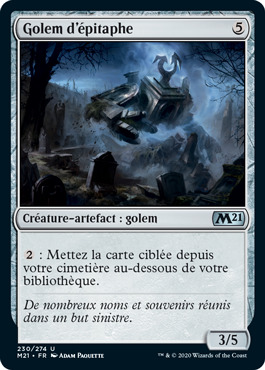 Golem d'épitaphe 5
Créature-artefact : golem M21
2 : Mettez la carte ciblée depuis
votre cimetière au-dessous de votre
bibliothèque.
De nombreux noms et souvenirs réunis
dans un but sinistre.
3/5
230/274 U
M21 • FR Adam Paquette
™ & © 2020 Wizards of the Coast